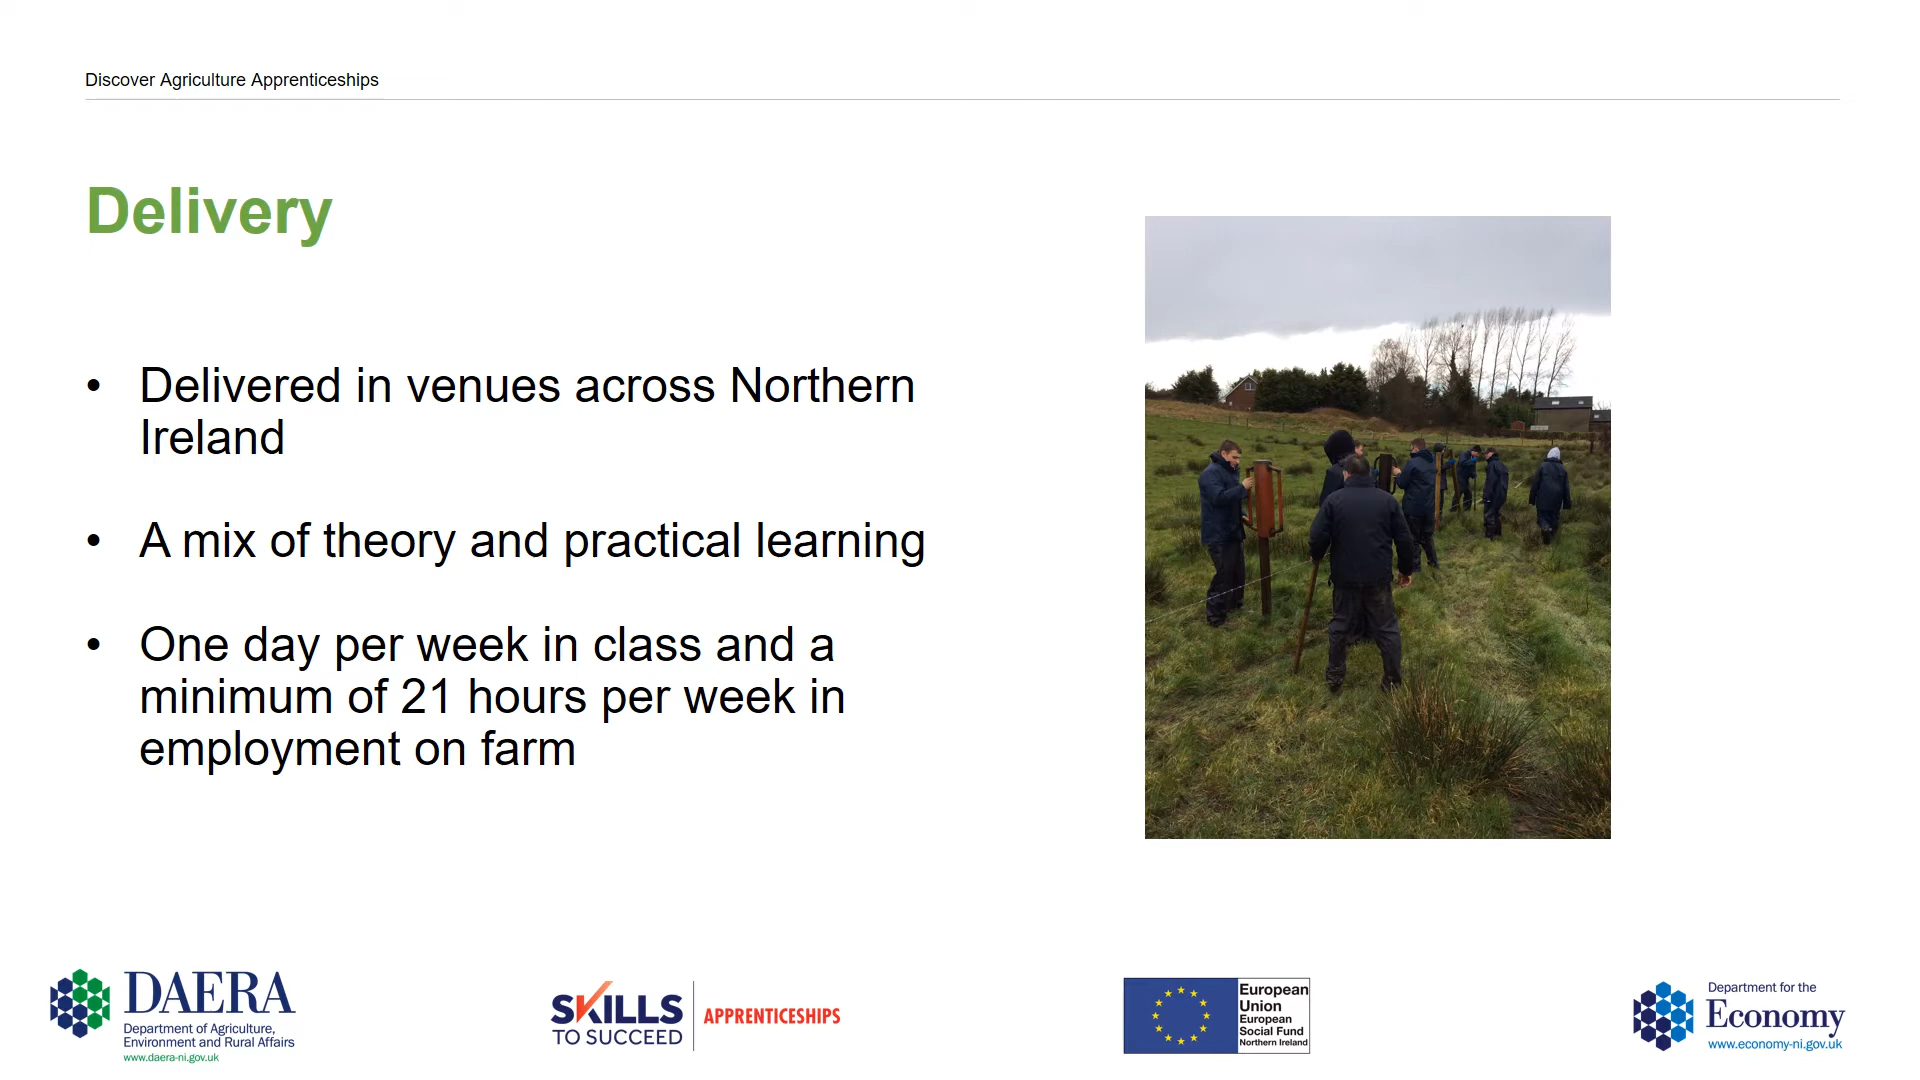 Discover Agriculture Apprenticeships
Delivery
• Delivered in venues across Northern
Ireland
• A mix of theory and practical learning
• One day per week in class and a
minimum of 21 hours per week in
employment on farm
DAERA
Department of Agriculture,
Environment and Rural Affairs
www.daera-ni.gov.uk
SKILLS
TO SUCCEED
APPRENTICESHIPS
European
Union
European
Social Fund
Northern Ireland
Department for the
Economy
www.economy-ni.gov.uk